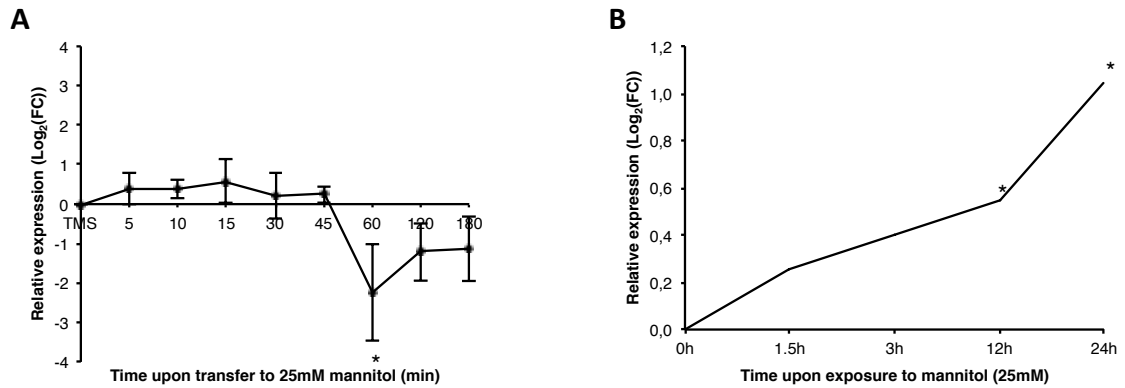 A
Relative expression (Log2(FC))
4
3
2
1
0
-1
-2
-3
-4
TMS 5 10 15 30 45 60 120 180
*
Time upon transfer to 25mM mannitol (min)
B
Relative expression (Log2(FC))
1,2
1,0
0,8
0,6
0,4
0,2
0,0
*
*
0h 1.5h 3h 12h 24h
Time upon exposure to mannitol (25mM)